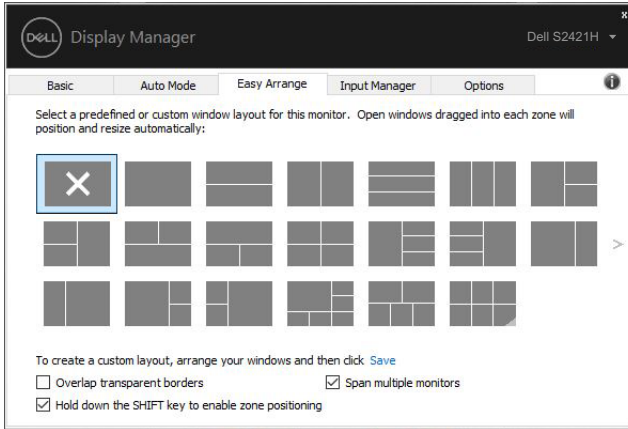 x
DELL Display Manager Dell S2421H
Basic Auto Mode Easy Arrange Input Manager Options
Select a predefined or custom window layout for this monitor. Open windows dragged into each zone will
position and resize automatically:
To create a custom layout, arrange your windows and then click Save
Overlap transparent borders Span multiple monitors
Hold down the SHIFT key to enable zone positioning